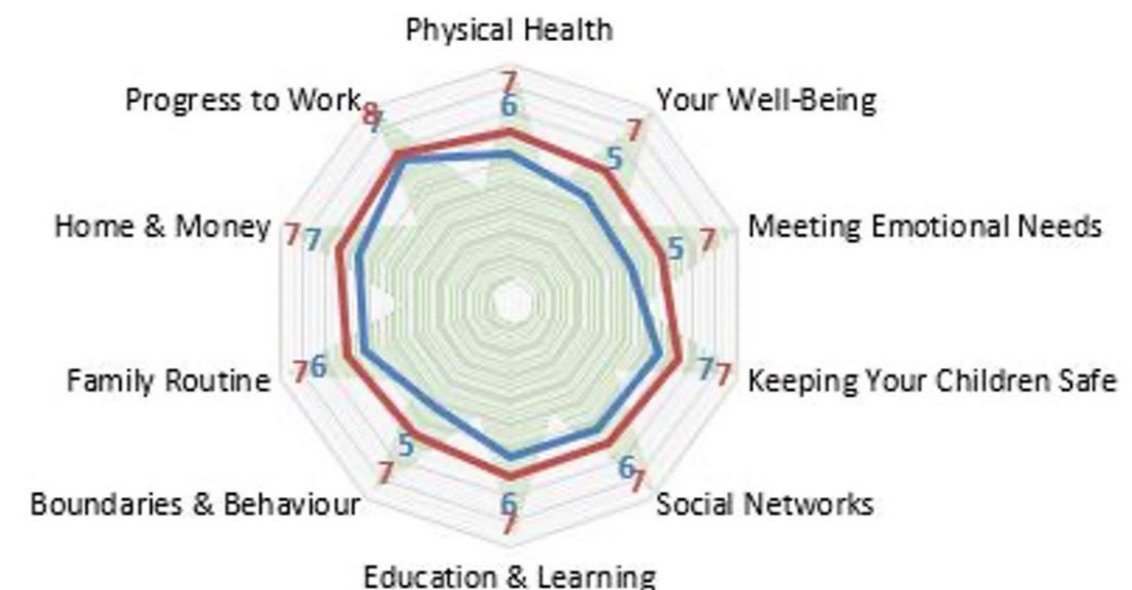 Physical Health
7
6
Progress to Work
8
7
Your Well-Being
7
5
Home & Money
7
7
Meeting Emotional Needs
5
7
Family Routine
7
6
Keeping Your Children Safe
7
7
Boundaries & Behaviour
5
7
Social Networks
6
7
6
7
Education & Learning